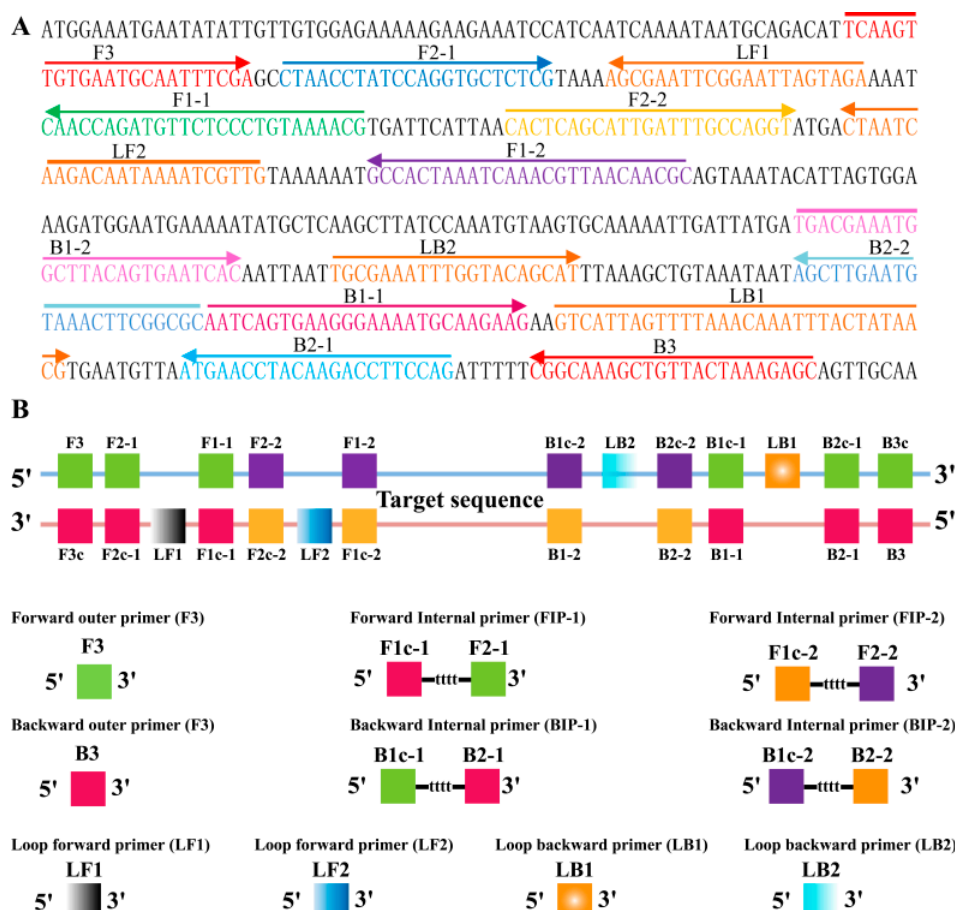 A
ATGGAAATGAATATATTGTTGTGGAGAAAAAGAAGAAATCCATCAATCAAAATAATGCAGACATTCAAGT
F3 F2-1 LF1
TGTGAATGCAATTTCGAGCCCTAACCTATCCAGGTGCTCTCGTAAAAGCGAATTCGGAATTAGTAGAAAAT
F1-1 F2-2
CAACCAGATGTTCTCCCTGTAAAACGTGATTCATTAACACTCAGCATTGATTTGCCAGGTATGACTAATC
LF2 F1-2
AAGACAATAAAATCGTTGTAAAAAATGCCACTAAATCAAACGTTAACAACGCAGTAAATACATTAGTGGA
AAGATGGAATGAAAAATATGCTCAAGCTTATCCAAATGTAAGTGCAAAAATTGATTATGATGACGAAATG
B1-2 LB2 B2-2
GCTTACAGTGAATCACAATTAATTGCGAAATTTGGTACAGCATTTAAAGCTGTAAATAATAGCTTGAATG
B1-1 LB1
TAAACTTCGGCGCAATCAGTGAAGGGAAAATGCAAGAAGAAGTCATTAGTTTTAAACAAATTTACTATAA
B2-1 B3
CGTGAATGTTAATGAACCTACAAGACCTTCCAGATTTTTCGGCAAAGCTGTTACTAAAGAGCAGTTGCAA
B
F3 F2-1 F1-1 F2-2 F1-2 B1c-2 LB2 B2c-2 B1c-1 LB1 B2c-1 B3c
5' 3'
Target sequence
3' 5'
F3c F2c-1 LF1 F1c-1 F2c-2 LF2 F1c-2 B1-2 B2-2 B1-1 B2-1 B3
Forward outer primer (F3) Forward Internal primer (FIP-1) Forward Internal primer (FIP-2)
F3 F1c-1 F2-1 F1c-2 F2-2
5' 3' 5' tttt 3' 5' tttt 3'
Backward outer primer (F3) Backward Internal primer (BIP-1) Backward Internal primer (BIP-2)
B3 B1c-1 B2-1 B1c-2 B2-2
5' 3' 5' tttt 3' 5' tttt 3'
Loop forward primer (LF1) Loop forward primer (LF2) Loop backward primer (LB1) Loop backward primer (LB2)
LF1 LF2 LB1 LB2
5' 3' 5' 3' 5' 3' 5' 3'